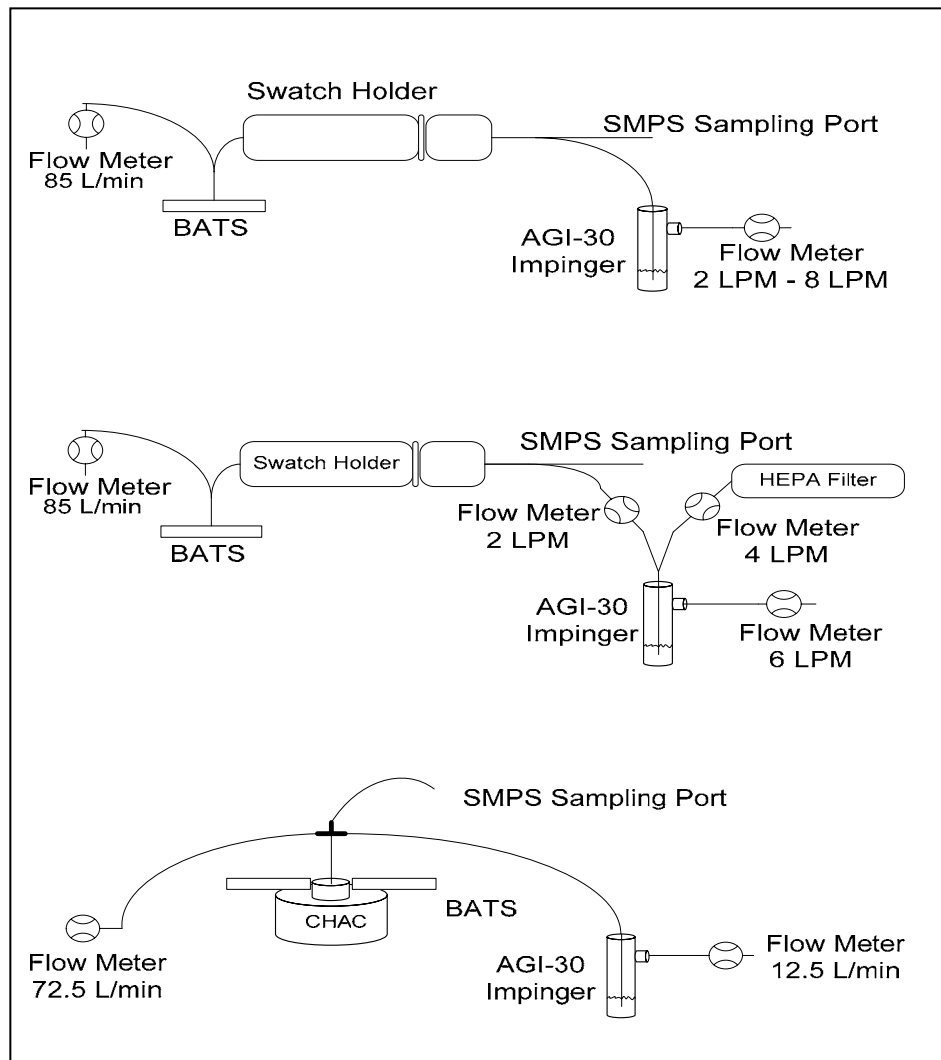 Swatch Holder
SMPS Sampling Port
Flow Meter
85 L/min
BATS
AGI-30
Impinger
Flow Meter
2 LPM - 8 LPM
SMPS Sampling Port
Swatch Holder
HEPA Filter
Flow Meter
85 L/min
Flow Meter
2 LPM
Flow Meter
4 LPM
BATS
AGI-30
Impinger
Flow Meter
6 LPM
SMPS Sampling Port
BATS
CHAC
Flow Meter
72.5 L/min
AGI-30
Impinger
Flow Meter
12.5 L/min